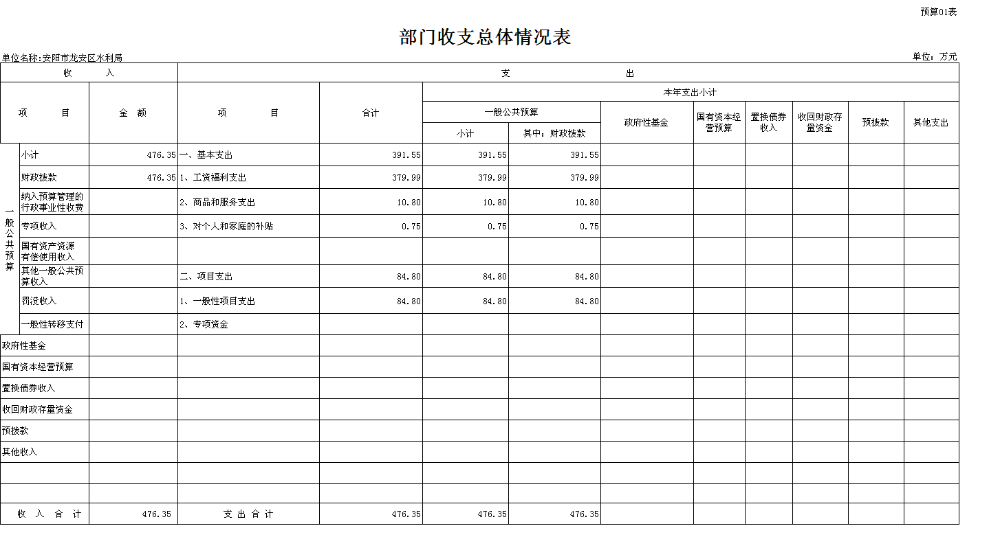 预算01表
部门收支总体情况表
单位名称:安阳市龙安区水利局
单位：万元
收 入
支 出
项 目
金 额
项 目
合计
本年支出小计
一般公共预算
政府性基金
国有资本经
营预算
置换债券
收入
收回财政存
量资金
预拨款
其他支出
小计
其中：财政拨款
一般公共预算
小计 476.35 一、基本支出 391.55 391.55 391.55
财政拨款 476.35 1、工资福利支出 379.99 379.99 379.99
纳入预算管理的
行政事业性收费
2、商品和服务支出 10.80 10.80 10.80
专项收入 3、对个人和家庭的补贴 0.75 0.75 0.75
国有资产资源
有偿使用收入
其他一般公共预
算收入
二、项目支出 84.80 84.80 84.80
罚没收入 1、一般性项目支出 84.80 84.80 84.80
一般性转移支付 2、专项资金
政府性基金
国有资本经营预算
置换债券收入
收回财政存量资金
预拨款
其他收入
收 入 合 计 476.35 支 出 合 计 476.35 476.35 476.35